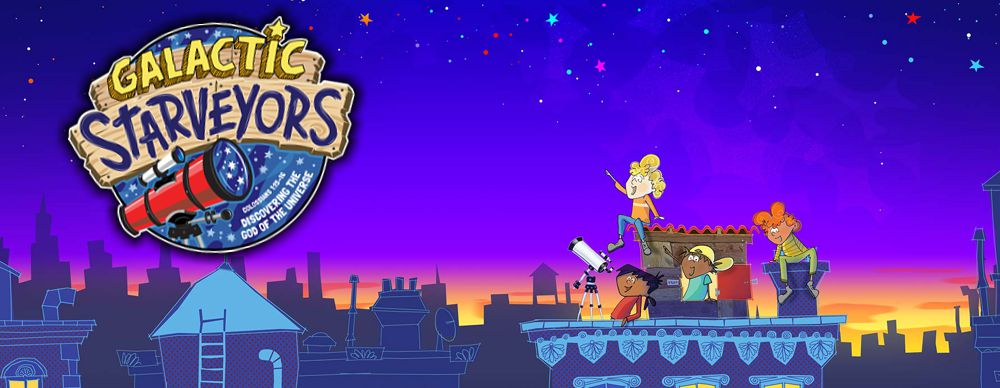 GALACTIC
STARVEYORS
COLOSSIANS 1:15-16
DISCOVERING THE
GOD OF THE UNIVERSE